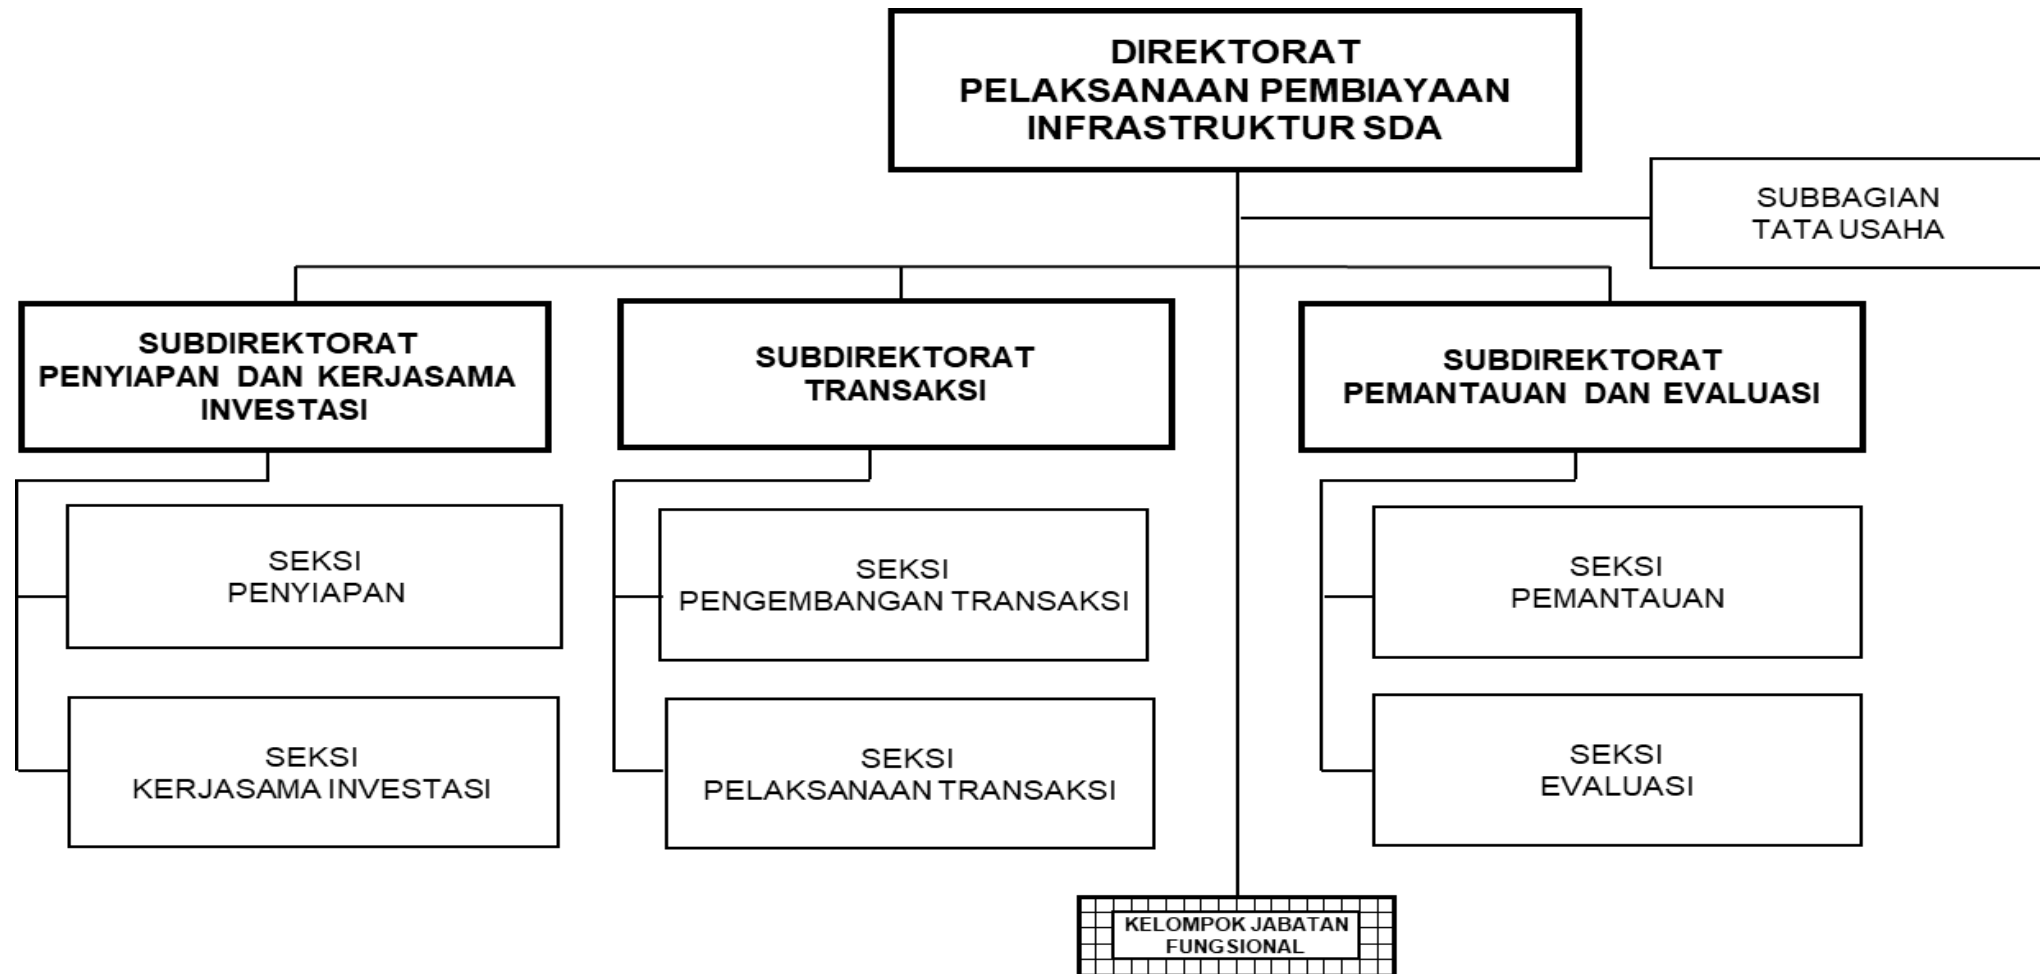 DIREKTORAT
PELAKSANAAN PEMBIAYAAN
INFRASTRUKTUR SDA
SUBBAGIAN
TATA USAHA
SUBDIREKTORAT
PENYIAPAN DAN KERJASAMA
INVESTASI
SUBDIREKTORAT
TRANSAKSI
SUBDIREKTORAT
PEMANTAUAN DAN EVALUASI
SEKSI
PENYIAPAN
SEKSI
PENGEMBANGAN TRANSAKSI
SEKSI
PEMANTAUAN
SEKSI
KERJASAMA INVESTASI
SEKSI
PELAKSANAAN TRANSAKSI
SEKSI
EVALUASI
KELOMPOK JABATAN
FUNGSIONAL